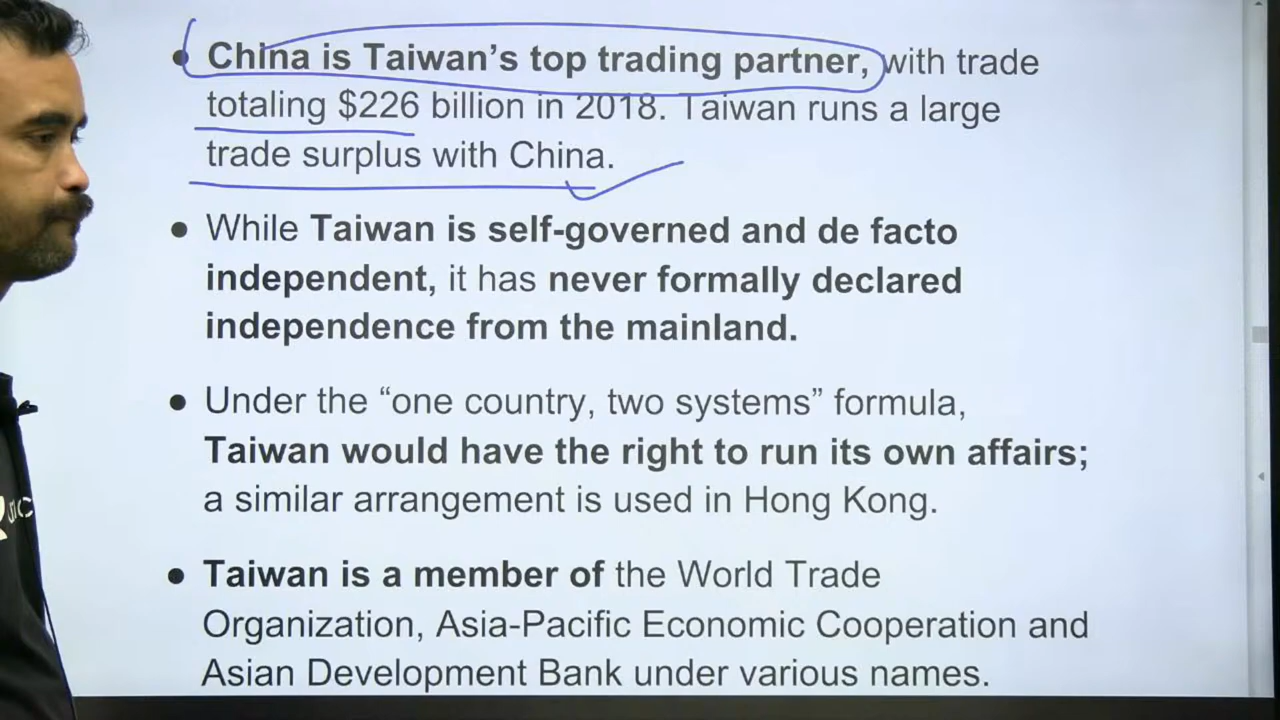 ● China is Taiwan’s top trading partner, with trade
totaling $226 billion in 2018. Taiwan runs a large
trade surplus with China.
● While Taiwan is self-governed and de facto
independent, it has never formally declared
independence from the mainland.
● Under the “one country, two systems” formula,
Taiwan would have the right to run its own affairs;
a similar arrangement is used in Hong Kong.
● Taiwan is a member of the World Trade
Organization, Asia-Pacific Economic Cooperation and
Asian Development Bank under various names.